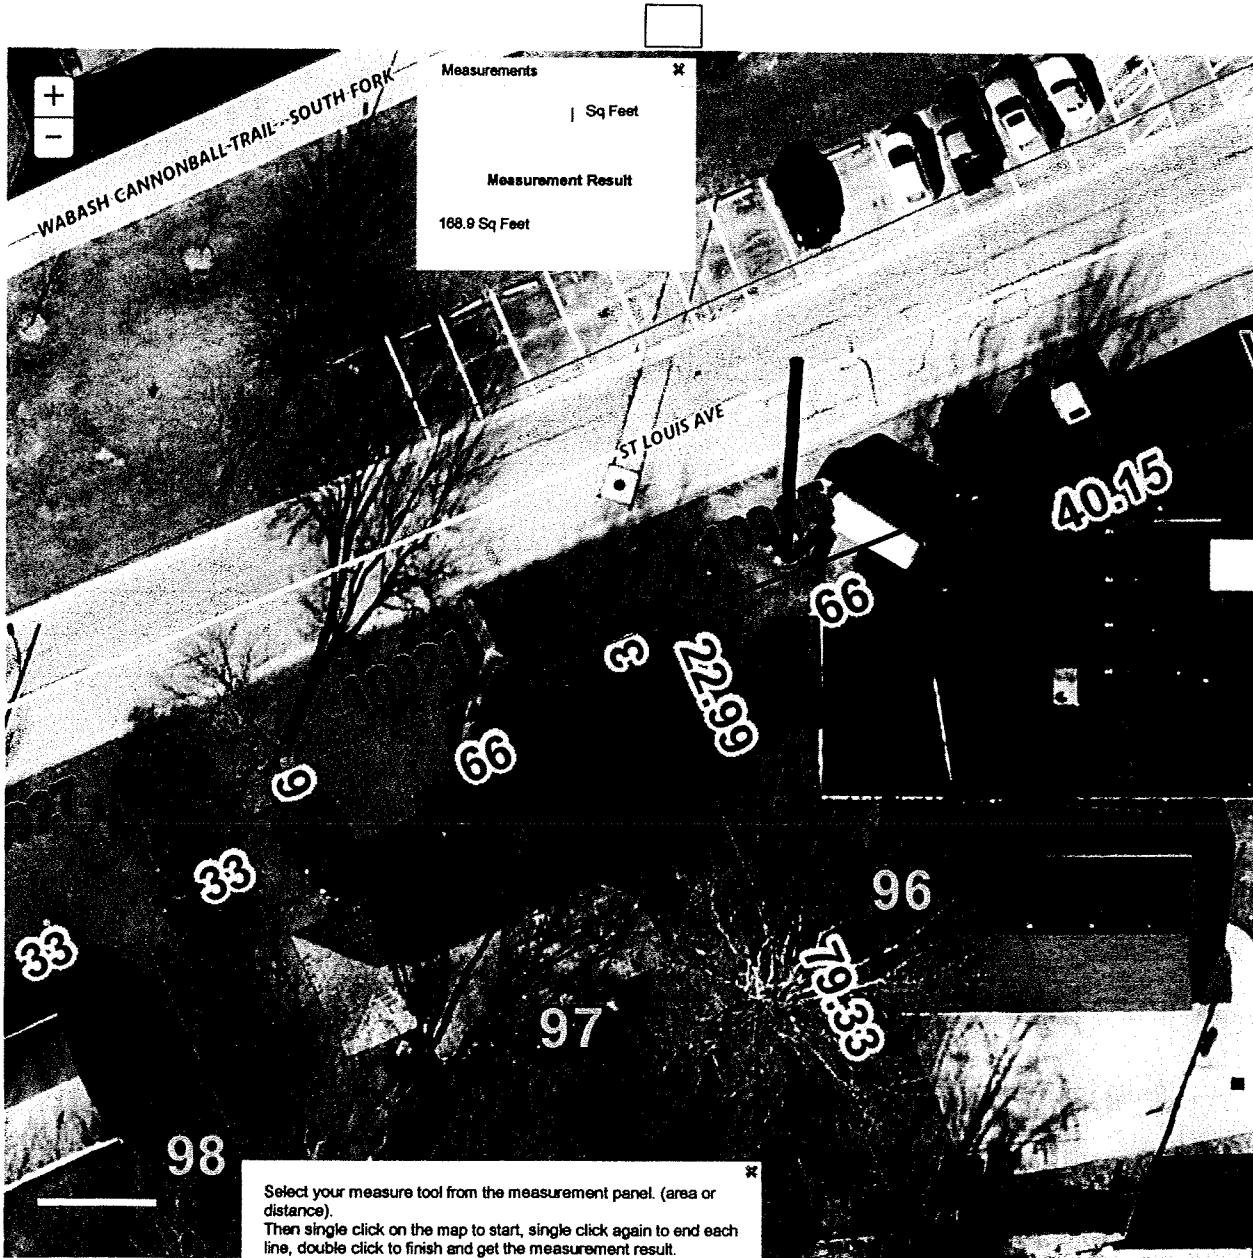 +
−
WABASH CANNONBALL-TRAIL--SOUTH FORK
Measurements ✖
| Sq Feet
Measurement Result
168.9 Sq Feet
ST LOUIS AVE
40.15
66
3
22.99
66
9
33
96
33
79.33
97
98
✖
Select your measure tool from the measurement panel. (area or
distance).
Then single click on the map to start, single click again to end each
line, double click to finish and get the measurement result.